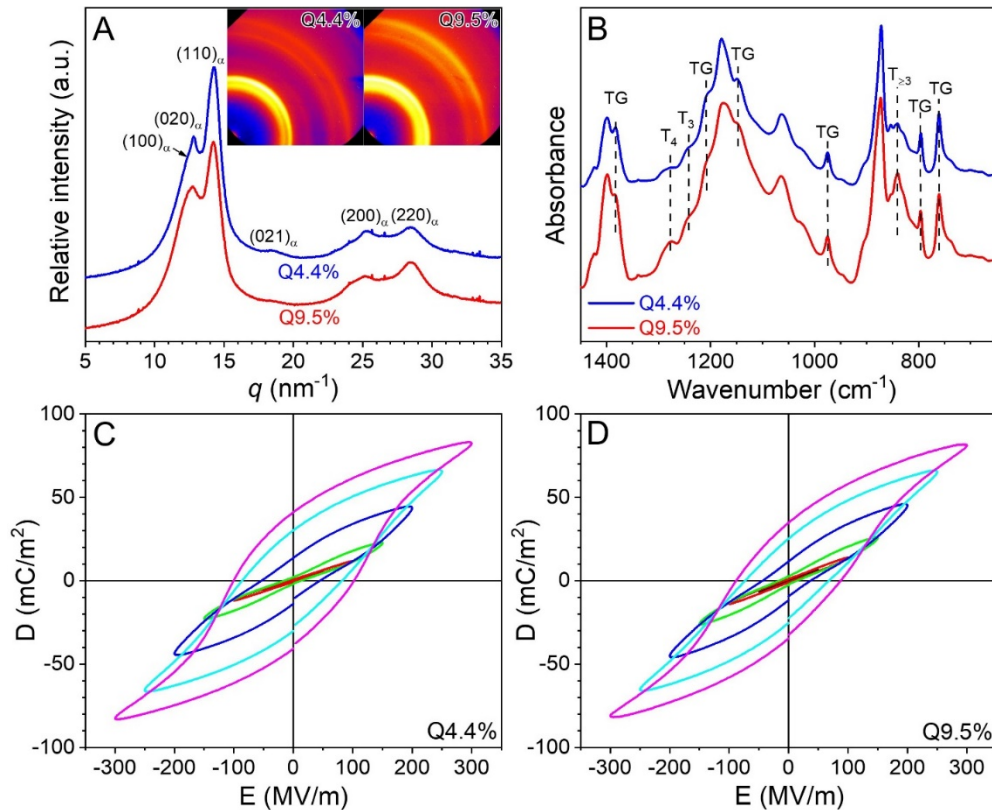 A
Q4.4%
Q9.5%
(110)α
(020)α
(100)α
(021)α
(200)α
(220)α
Q4.4%
Q9.5%
Relative intensity (a.u.)
5 10 15 20 25 30 35
q (nm⁻¹)
B
TG
T₄
T₃
TG
TG
TG
T≥3
TG
TG
Q4.4%
Q9.5%
Absorbance
1400 1200 1000 800
Wavenumber (cm⁻¹)
C
100
50
0
-50
-100
D (mC/m²)
Q4.4%
-300 -200 -100 0 100 200 300
E (MV/m)
D
100
50
0
-50
-100
D (mC/m²)
Q9.5%
-300 -200 -100 0 100 200 300
E (MV/m)